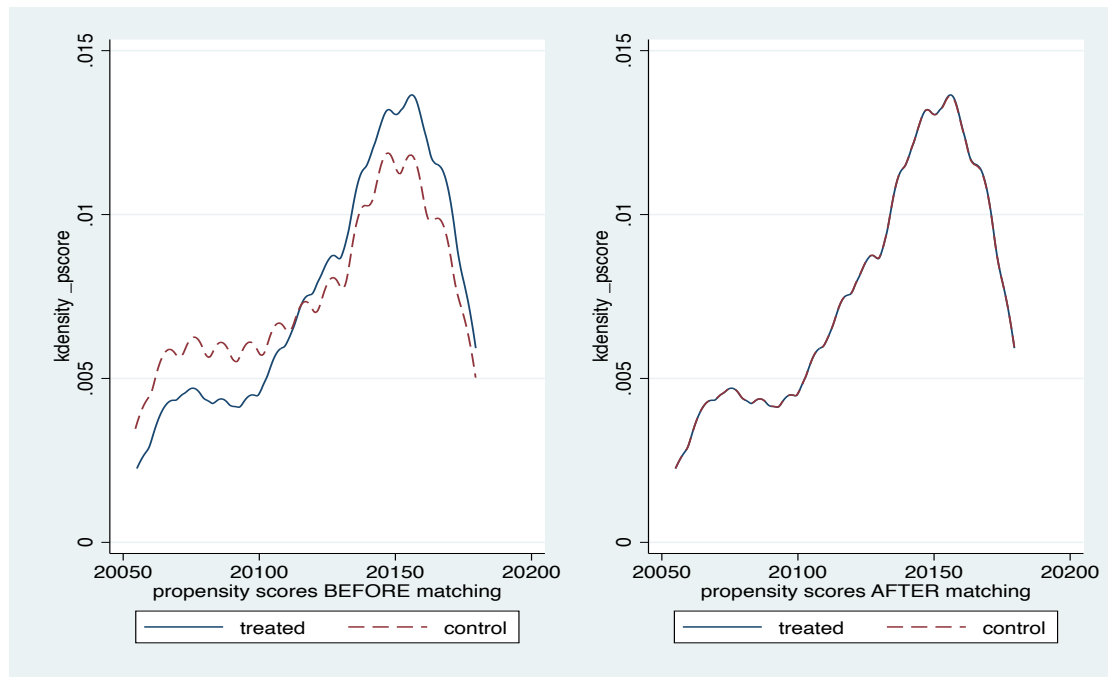 kdensity _pscore
.015
.01
.005
0
20050 20100 20150 20200
propensity scores BEFORE matching
treated control
kdensity _pscore
.015
.01
.005
0
20050 20100 20150 20200
propensity scores AFTER matching
treated control